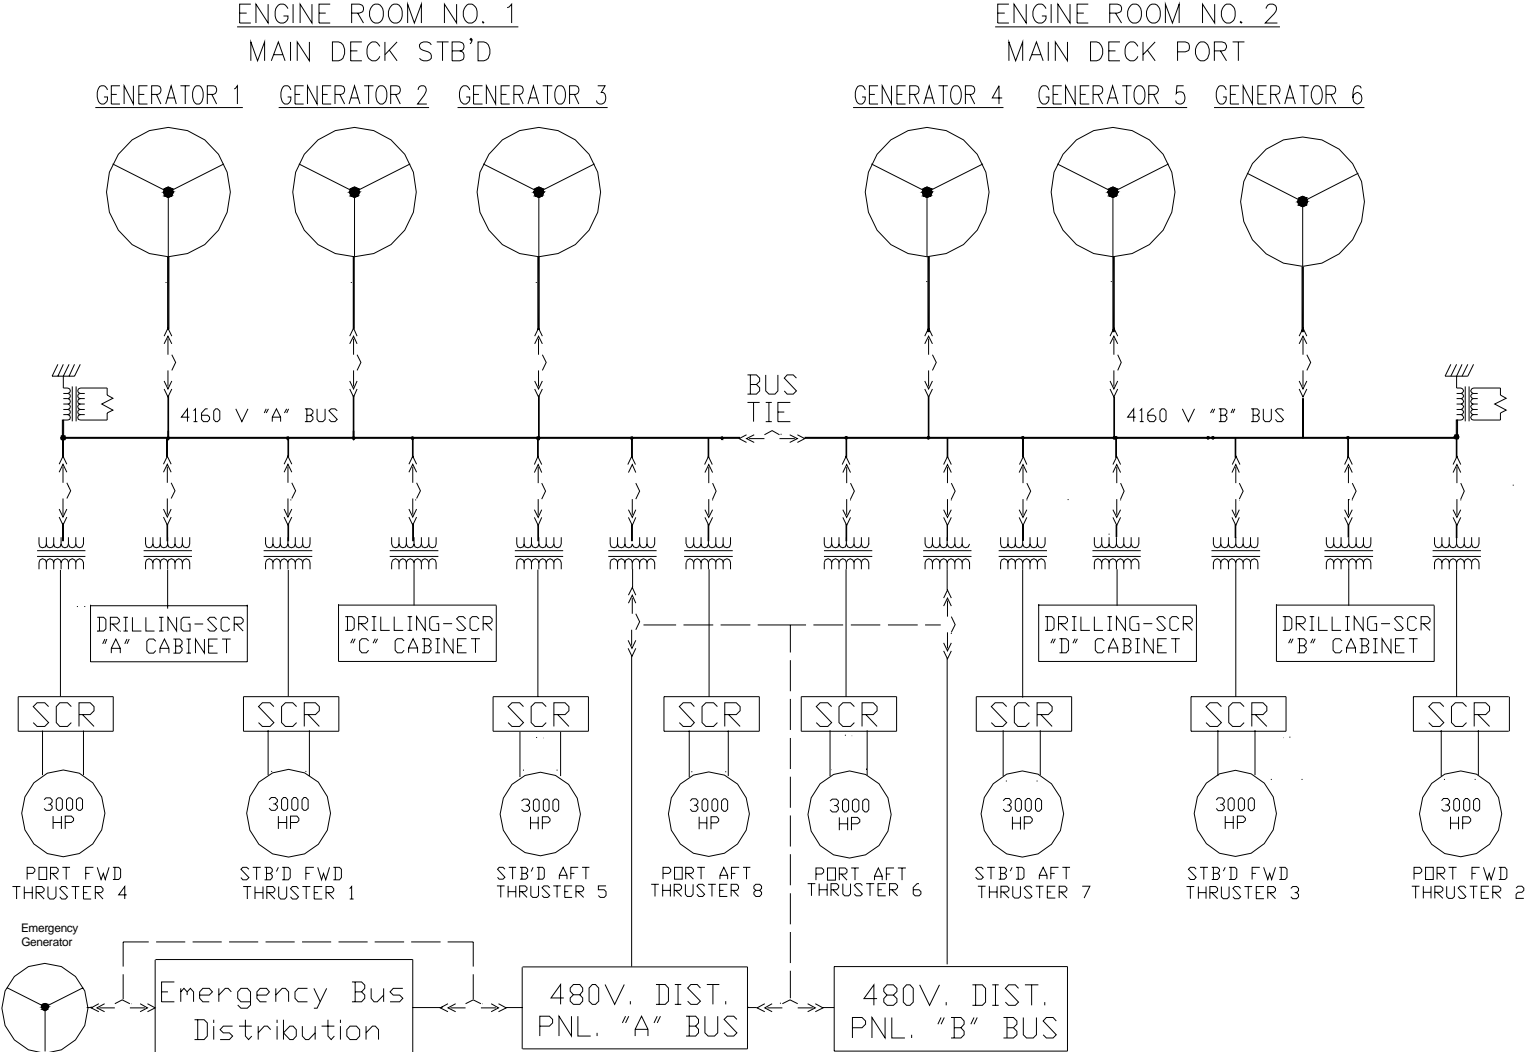 ENGINE ROOM NO. 1
MAIN DECK STB'D
ENGINE ROOM NO. 2
MAIN DECK PORT
GENERATOR 1
GENERATOR 2
GENERATOR 3
GENERATOR 4
GENERATOR 5
GENERATOR 6
4160 V "A" BUS
BUS
TIE
4160 V "B" BUS
DRILLING-SCR
"A" CABINET
DRILLING-SCR
"C" CABINET
DRILLING-SCR
"D" CABINET
DRILLING-SCR
"B" CABINET
SCR
SCR
SCR
SCR
SCR
SCR
SCR
SCR
3000
HP
3000
HP
3000
HP
3000
HP
3000
HP
3000
HP
3000
HP
3000
HP
PORT FWD
THRUSTER 4
STB'D FWD
THRUSTER 1
STB'D AFT
THRUSTER 5
PORT AFT
THRUSTER 8
PORT AFT
THRUSTER 6
STB'D AFT
THRUSTER 7
STB'D FWD
THRUSTER 3
PORT FWD
THRUSTER 2
Emergency
Generator
Emergency Bus
Distribution
480V. DIST.
PNL. "A" BUS
480V. DIST.
PNL. "B" BUS